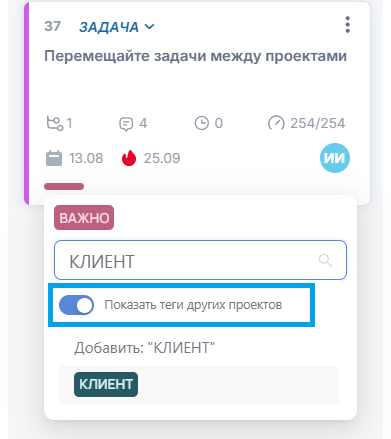 37 ЗАДАЧА
Перемещайте задачи между проектами
1 4 0 254/254
13.08 25.09 ИИ
ВАЖНО
КЛИЕНТ
Показать теги других проектов
Добавить: "КЛИЕНТ"
КЛИЕНТ